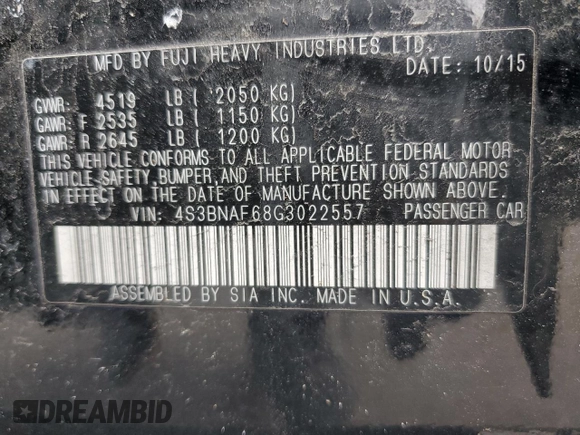 MFD BY FUJI HEAVY INDUSTRIES LTD.
DATE: 10/15
GVWR: 4519 LB ( 2050 KG)
GAWR: F 2535 LB ( 1150 KG)
GAWR: R 2645 LB ( 1200 KG)
THIS VEHICLE CONFORMS TO ALL APPLICABLE FEDERAL MOTOR
VEHICLE SAFETY, BUMPER, AND THEFT PREVENTION STANDARDS
IN EFFECT ON THE DATE OF MANUFACTURE SHOWN ABOVE.
VIN: 4S3BNAF68G3022557 PASSENGER CAR
ASSEMBLED BY SIA INC. MADE IN U.S.A.
DREAMBID